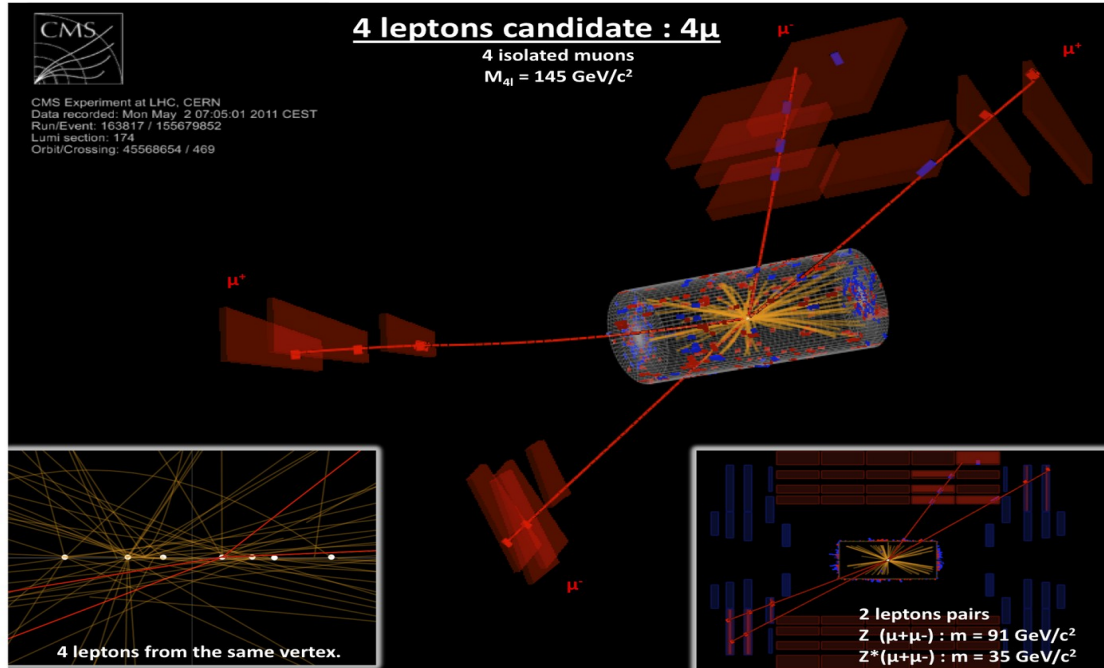 CMS
4 leptons candidate : 4μ
4 isolated muons
M4l = 145 GeV/c²
CMS Experiment at LHC, CERN
Data recorded: Mon May  2 07:05:01 2011 CEST
Run/Event: 163817 / 155679852
Lumi section: 174
Orbit/Crossing: 45568654 / 469
μ-
μ+
μ+
μ-
4 leptons from the same vertex.
2 leptons pairs
Z  (μ+μ-) : m = 91 GeV/c²
Z*(μ+μ-) : m = 35 GeV/c²